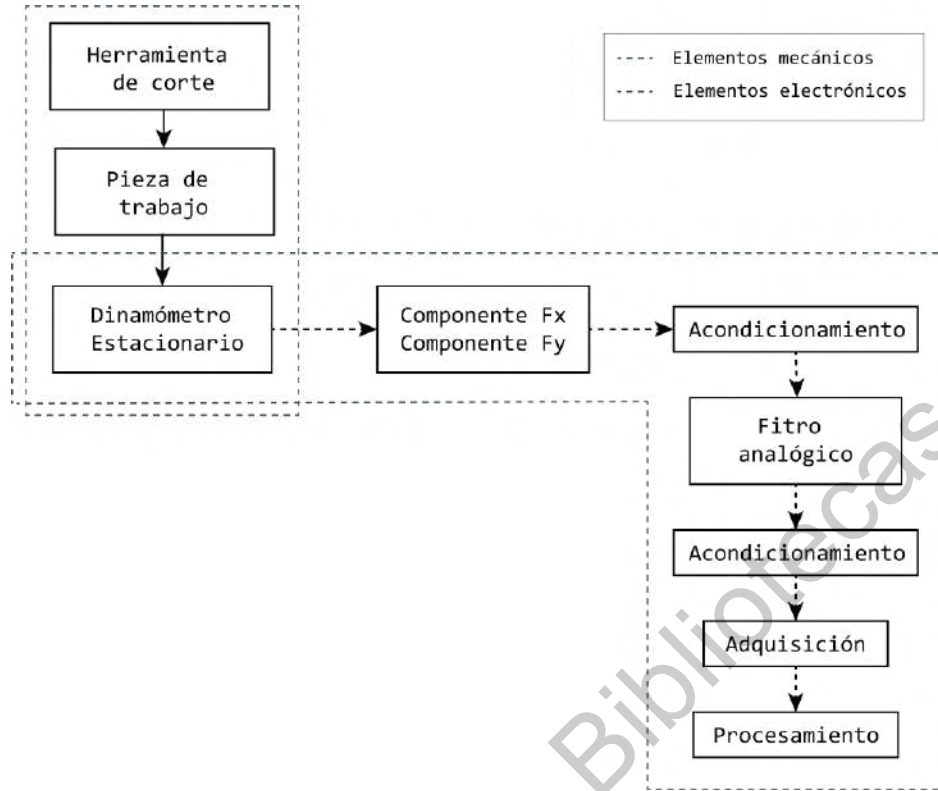 Herramienta
de corte
Pieza de
trabajo
Dinamómetro
Estacionario
Componente Fx
Componente Fy
Acondicionamiento
Fitro
analógico
Acondicionamiento
Adquisición
Procesamiento
Elementos mecánicos
Elementos electrónicos
Bibliotecas